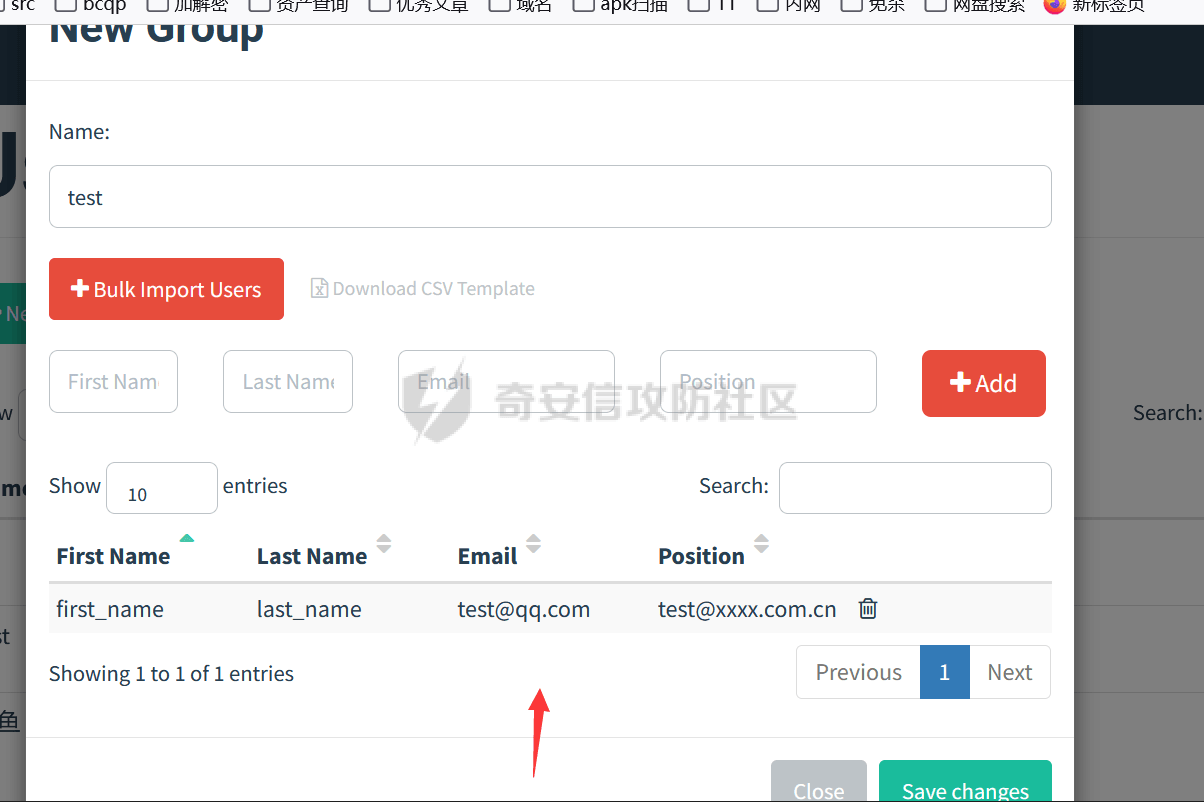 src bcqp 加解密 资产查询 优秀文章 域名 apk扫描 TI 内网 免杀 网盘搜索 新标签页
New Group
Name:
test
Bulk Import Users Download CSV Template
First Nam Last Name Email Position Add
奇安信攻防社区
Search:
Show 10 entries Search:
First Name Last Name Email Position
first_name last_name test@qq.com test@xxxx.com.cn
Showing 1 to 1 of 1 entries Previous 1 Next
鱼
Close Save changes